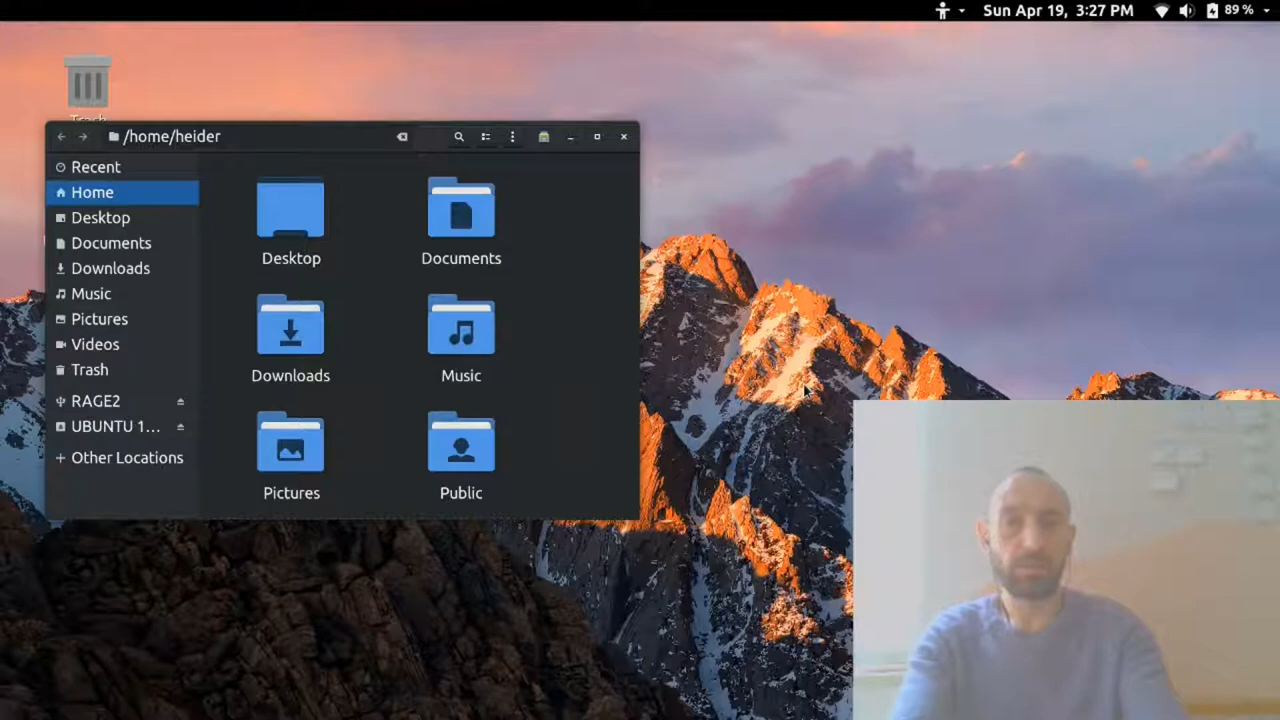 Sun Apr 19, 3:27 PM
89 %
Trash
/home/heider
Recent
Home
Desktop
Documents
Downloads
Music
Pictures
Videos
Trash
RAGE2
UBUNTU 1...
Other Locations
Desktop
Documents
Downloads
Music
Pictures
Public